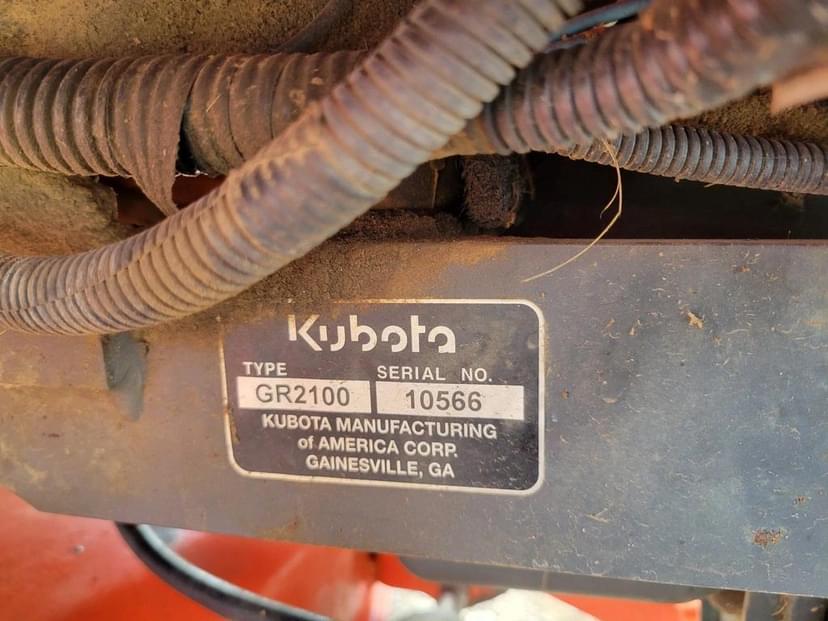 Kubota
TYPE SERIAL NO.
GR2100 10566
KUBOTA MANUFACTURING
of AMERICA CORP.
GAINESVILLE, GA